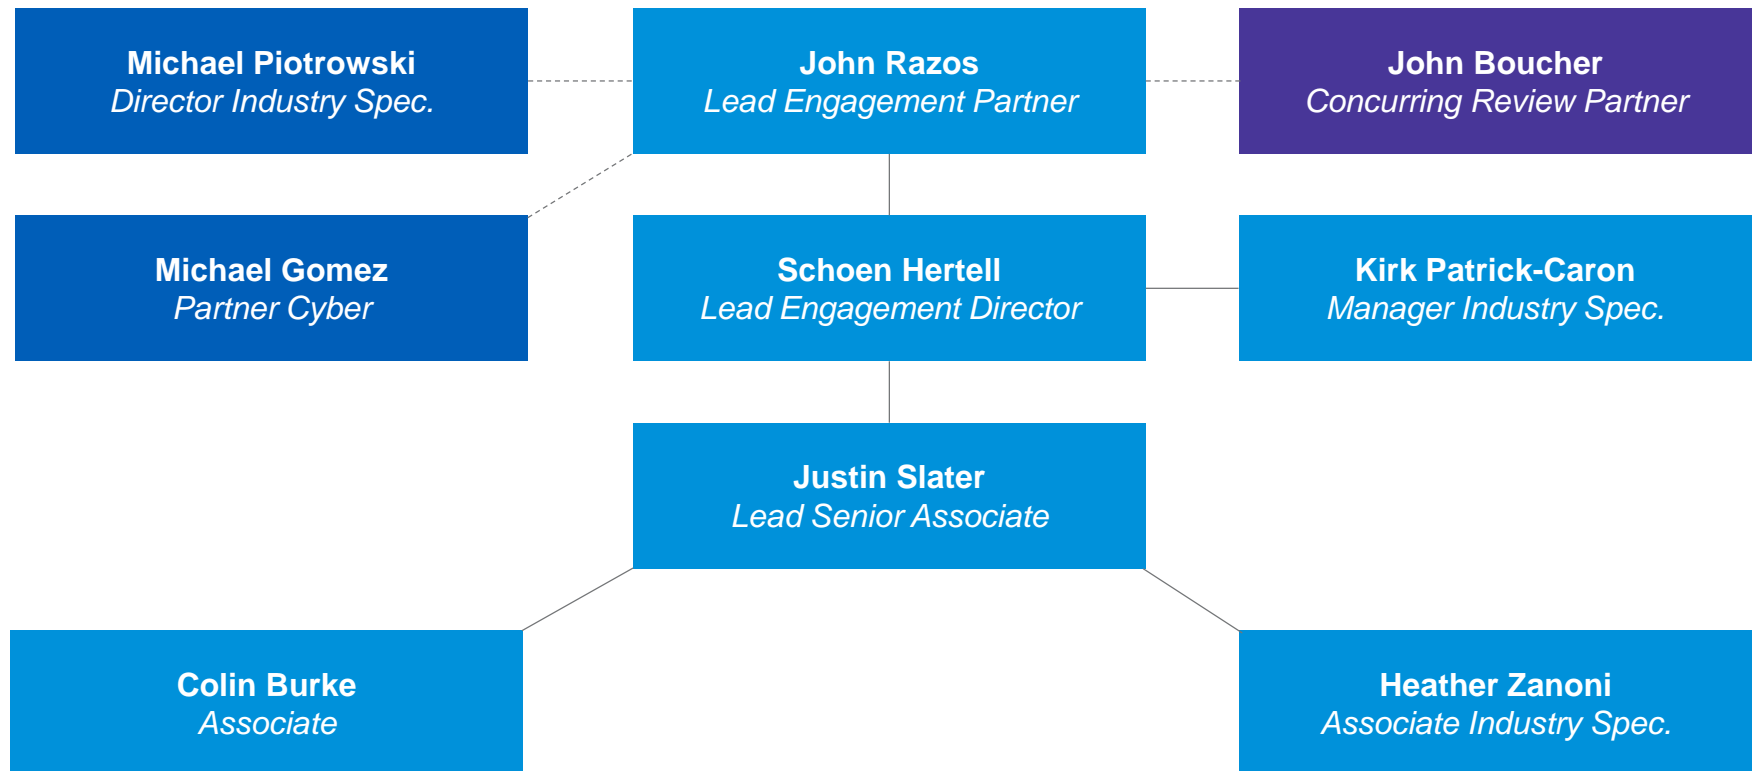 Michael Piotrowski
Director Industry Spec.
John Razos
Lead Engagement Partner
John Boucher
Concurring Review Partner
Michael Gomez
Partner Cyber
Schoen Hertell
Lead Engagement Director
Kirk Patrick-Caron
Manager Industry Spec.
Justin Slater
Lead Senior Associate
Colin Burke
Associate
Heather Zanoni
Associate Industry Spec.